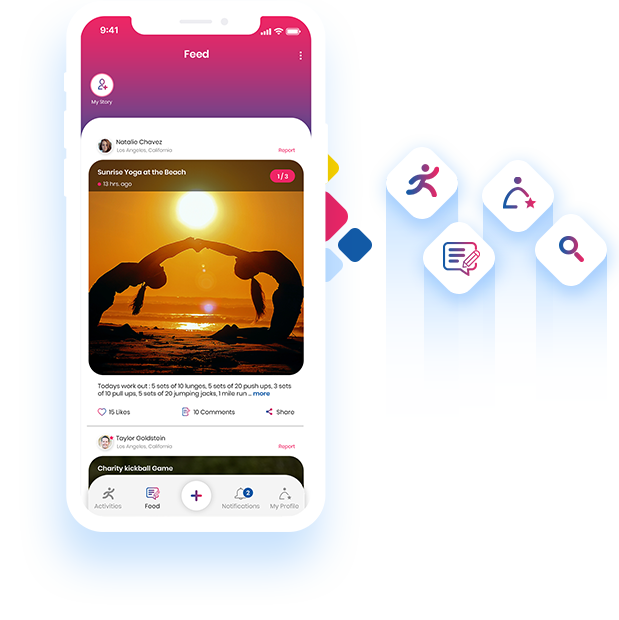 9:41
Feed
My Story
Natalie Chavez
Los Angeles, California
Report
Sunrise Yoga at the Beach
1 / 3
13 hrs. ago
Todays work out : 5 sets of 10 lunges, 5 sets of 20 push ups, 3 sets
of 10 pull ups, 5 sets of 20 jumping jacks, 1 mile run ... more
15 Likes
10 Comments
Share
Taylor Goldstein
Los Angeles, California
Report
Charity kickball Game
2
Activities
Feed
Notifications
My Profile